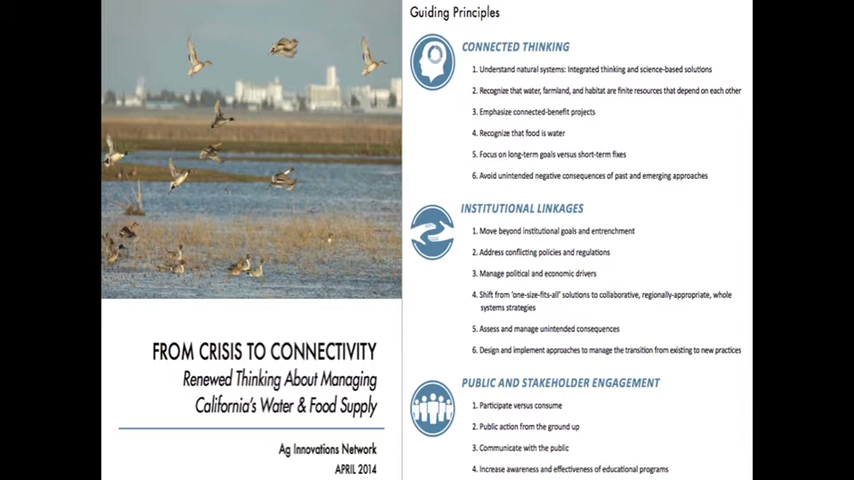 FROM CRISIS TO CONNECTIVITY
Renewed Thinking About Managing
California's Water & Food Supply
Ag Innovations Network
APRIL 2014
Guiding Principles
CONNECTED THINKING
1. Understand natural systems: Integrated thinking and science-based solutions
2. Recognize that water, farmland, and habitat are finite resources that depend on each other
3. Emphasize connected-benefit projects
4. Recognize that food is water
5. Focus on long-term goals versus short-term fixes
6. Avoid unintended negative consequences of past and emerging approaches
INSTITUTIONAL LINKAGES
1. Move beyond institutional goals and entrenchment
2. Address conflicting policies and regulations
3. Manage political and economic drivers
4. Shift from 'one-size-fits-all' solutions to collaborative, regionally-appropriate, whole
systems strategies
5. Assess and manage unintended consequences
6. Design and implement approaches to manage the transition from existing to new practices
PUBLIC AND STAKEHOLDER ENGAGEMENT
1. Participate versus consume
2. Public action from the ground up
3. Communicate with the public
4. Increase awareness and effectiveness of educational programs